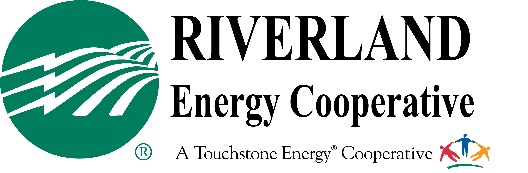 RIVERLAND
Energy Cooperative
®
A Touchstone Energy® Cooperative